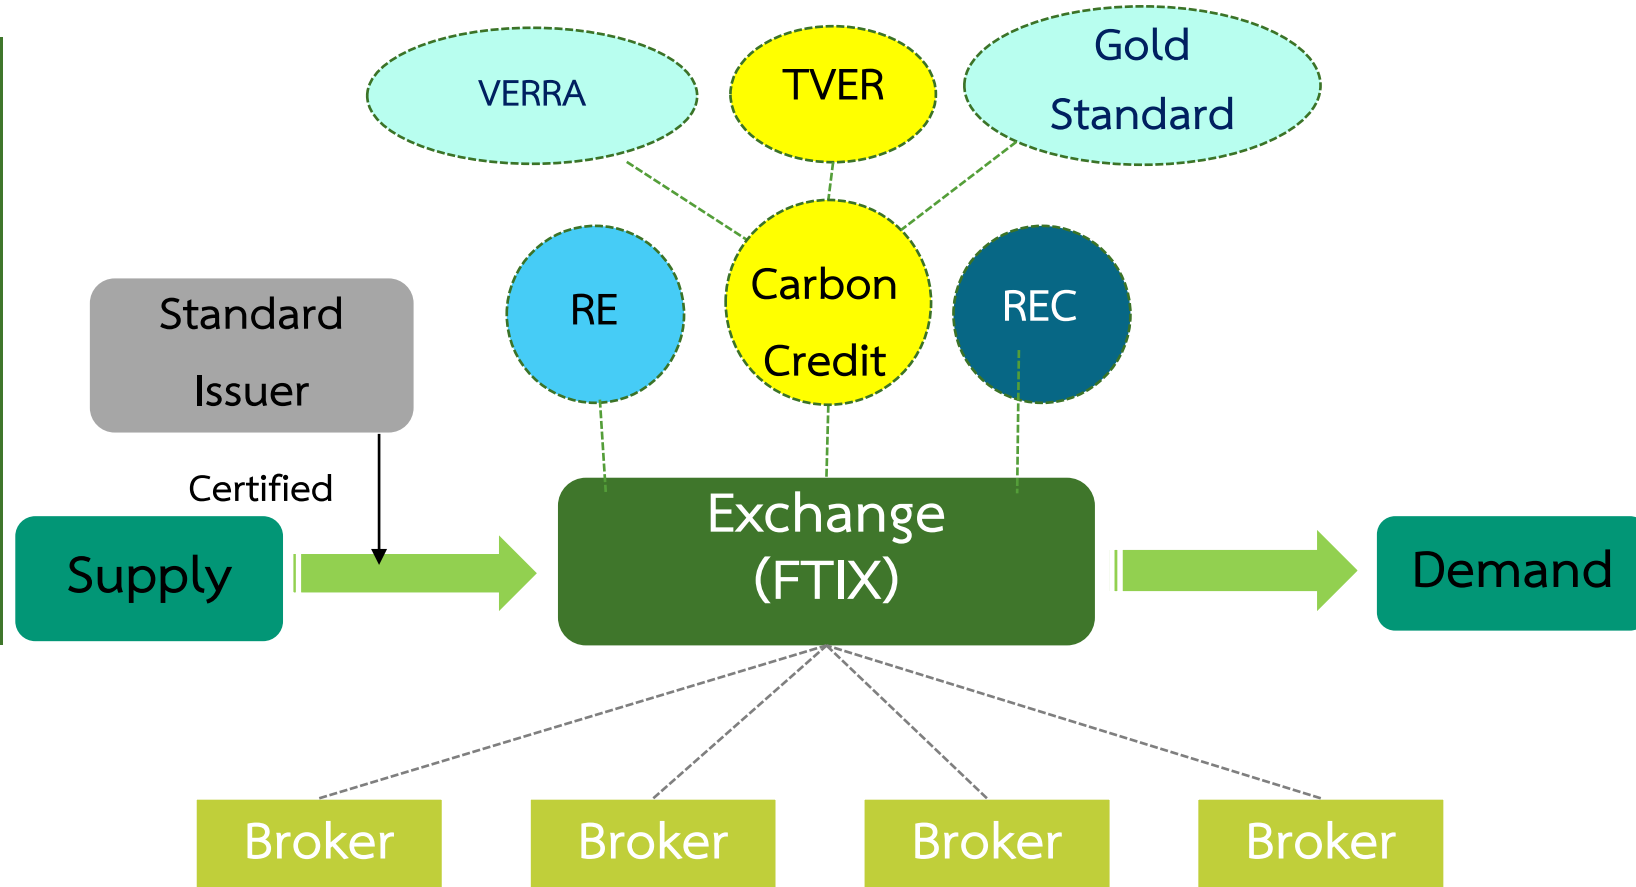 VERRA
TVER
Gold
Standard
RE
Carbon
Credit
REC
Standard
Issuer
Certified
Supply
Exchange
(FTIX)
Demand
Broker
Broker
Broker
Broker